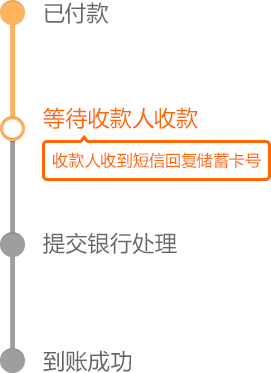 已付款
等待收款人收款
收款人收到短信回复储蓄卡号
提交银行处理
到账成功